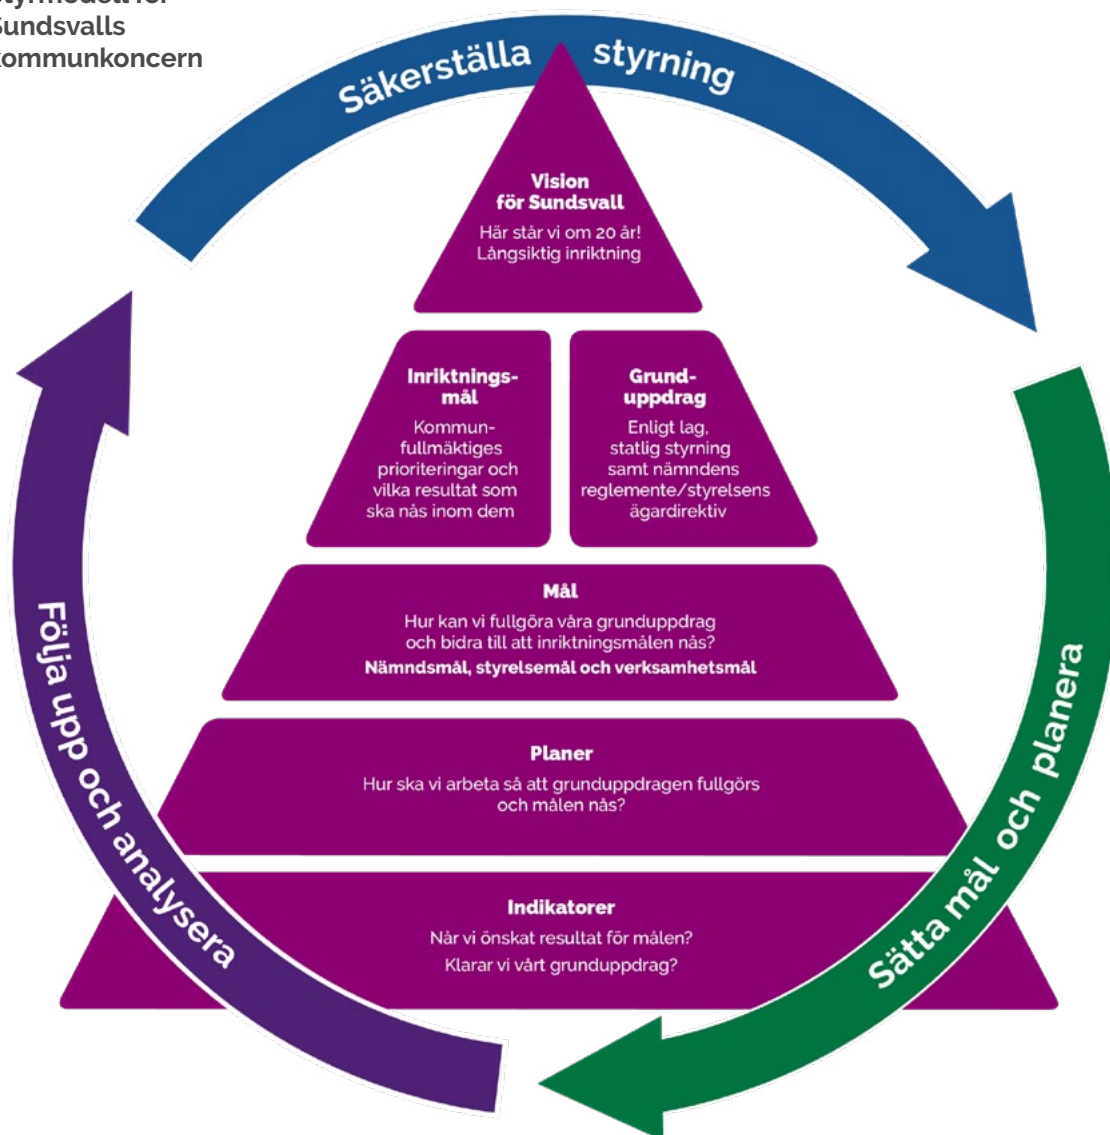 Styrmodell för
Sundsvalls
kommunkoncern
Säkerställa styrning
Vision
för Sundsvall
Här står vi om 20 år!
Långsiktig inriktning
Inriktnings-
mål
Kommun-
fullmäktiges
prioriteringar och
vilka resultat som
ska nås inom dem
Grund-
uppdrag
Enligt lag,
statlig styrning
samt nämndens
reglemente/styrelsens
ägardirektiv
Mål
Hur kan vi fullgöra våra grunduppdrag
och bidra till att inriktningsmålen nås?
Nämndsmål, styrelsemål och verksamhetsmål
Planer
Hur ska vi arbeta så att grunduppdragen fullgörs
och målen nås?
Indikatorer
Når vi önskat resultat för målen?
Klarar vi vårt grunduppdrag?
Sätta mål och planera
Följa upp och analysera